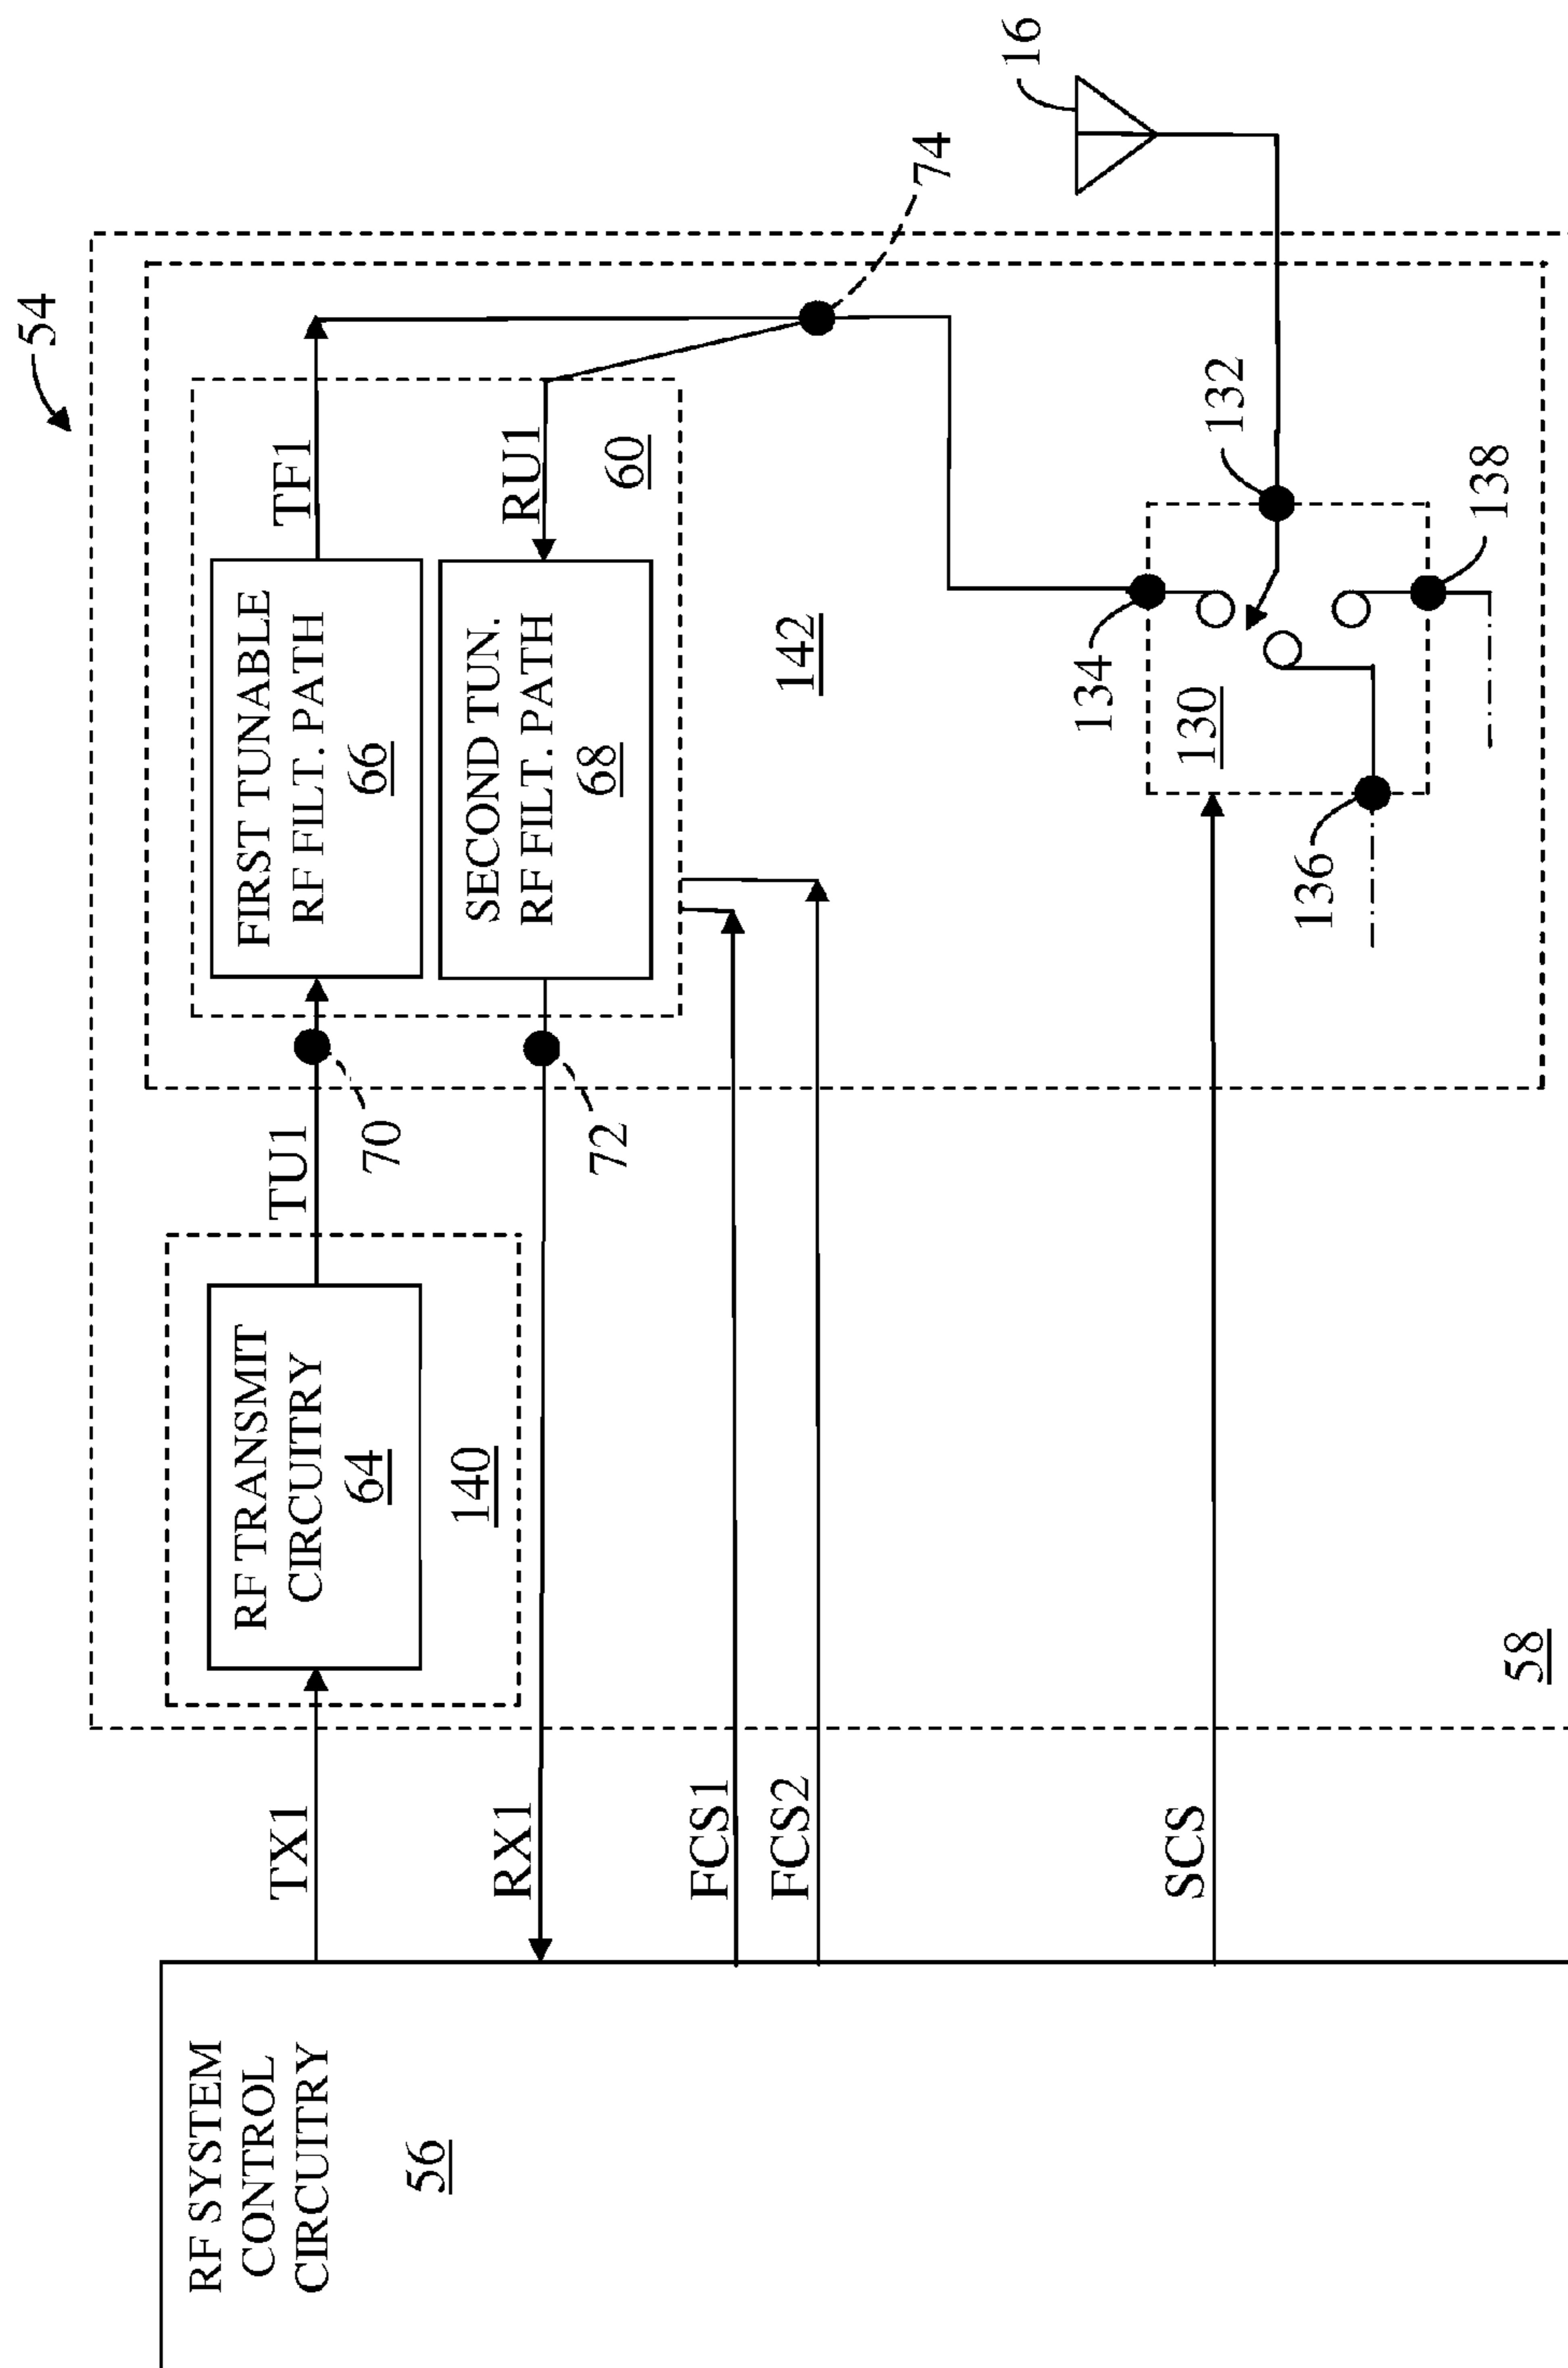 54
RF SYSTEM
CONTROL
CIRCUITRY
56
TX1
RF TRANSMIT
CIRCUITRY
64
140
TU1
70
FIRST TUNABLE
RF FILT. PATH
66
TF1
RX1
72
SECOND TUN.
RF FILT. PATH
68
RU1
60
FCS1
FCS2
142
74
16
SCS
134
130
132
136
138
58